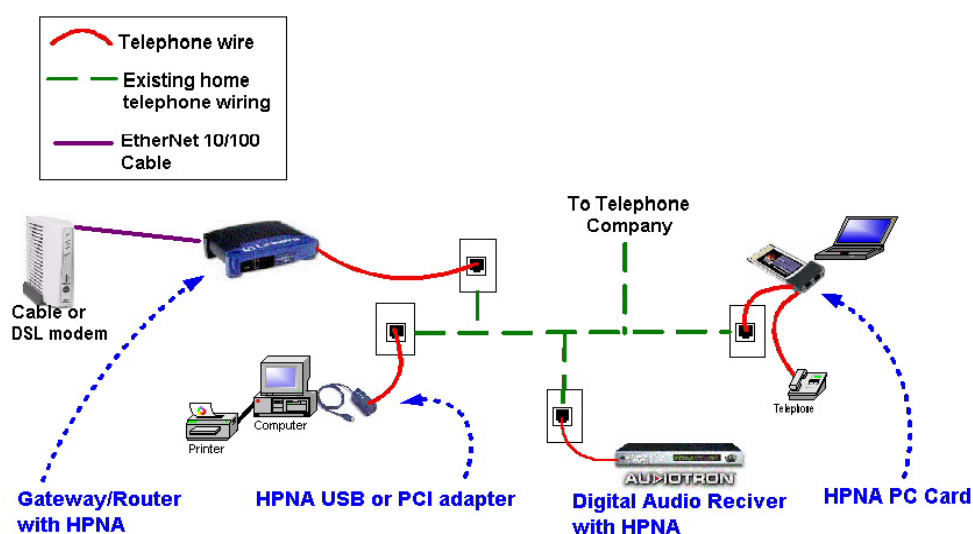 Telephone wire
Existing home
telephone wiring
EtherNet 10/100
Cable
To Telephone
Company
Cable or
DSL modem
Telephone
Computer
Printer
AUDIOTRON
Gateway/Router
with HPNA
HPNA USB or PCI adapter
Digital Audio Reciver
with HPNA
HPNA PC Card